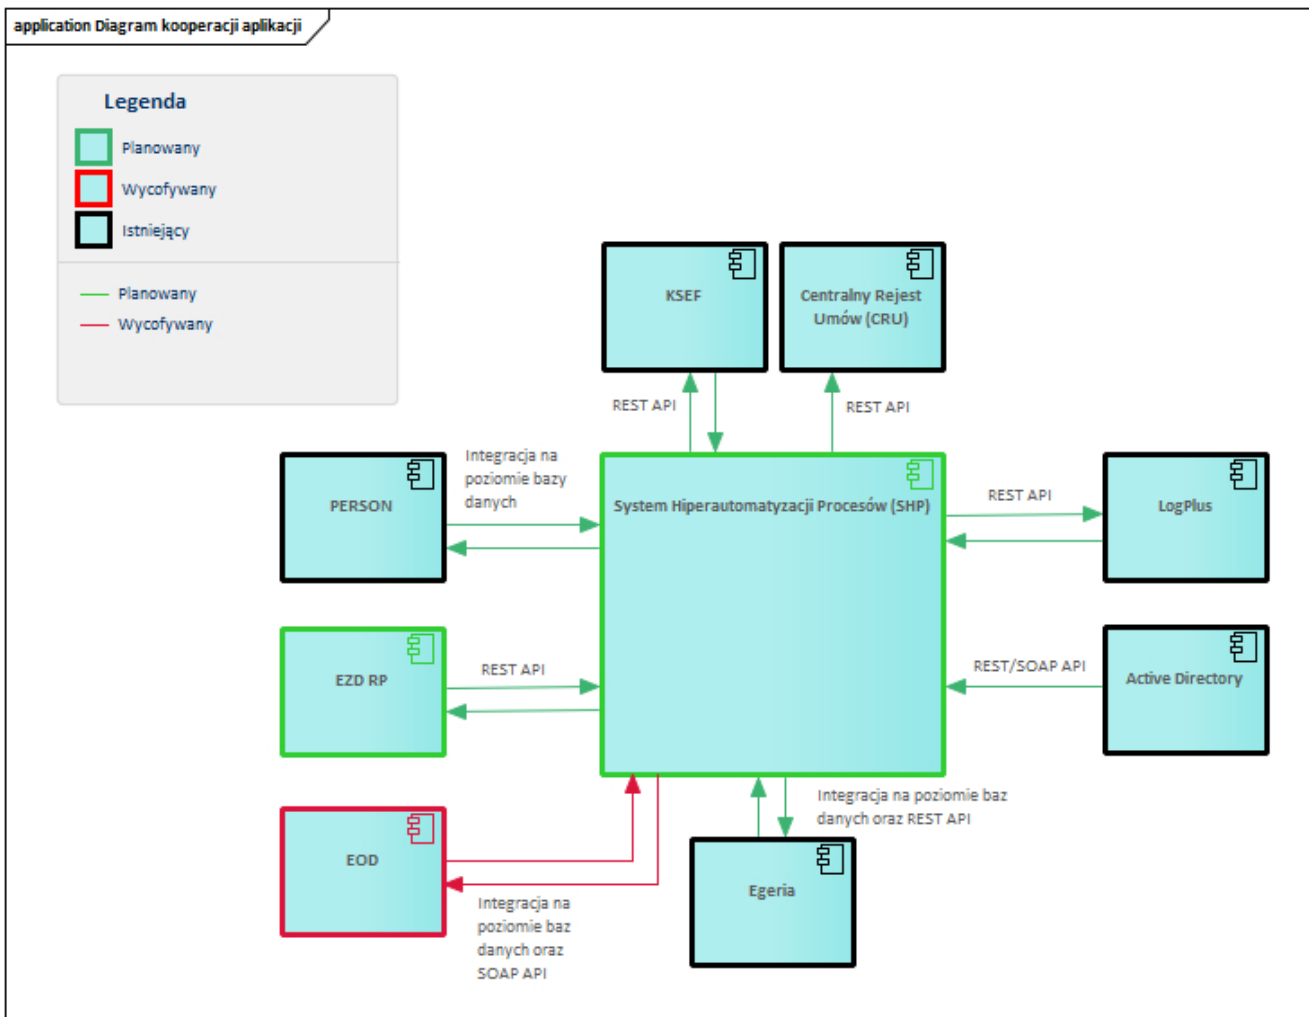 application Diagram kooperacji aplikacji
Legenda
Planowany
Wycofywany
Istniejący
Planowany
Wycofywany
KSEF
Centralny Rejest
Umów (CRU)
REST API
REST API
Integracja na
poziomie bazy
danych
PERSON
System Hiperautomatyzacji Procesów (SHP)
REST API
LogPlus
EZD RP
REST API
REST/SOAP API
Active Directory
Integracja na poziomie baz
danych oraz REST API
EOD
Egeria
Integracja na
poziomie baz
danych oraz
SOAP API